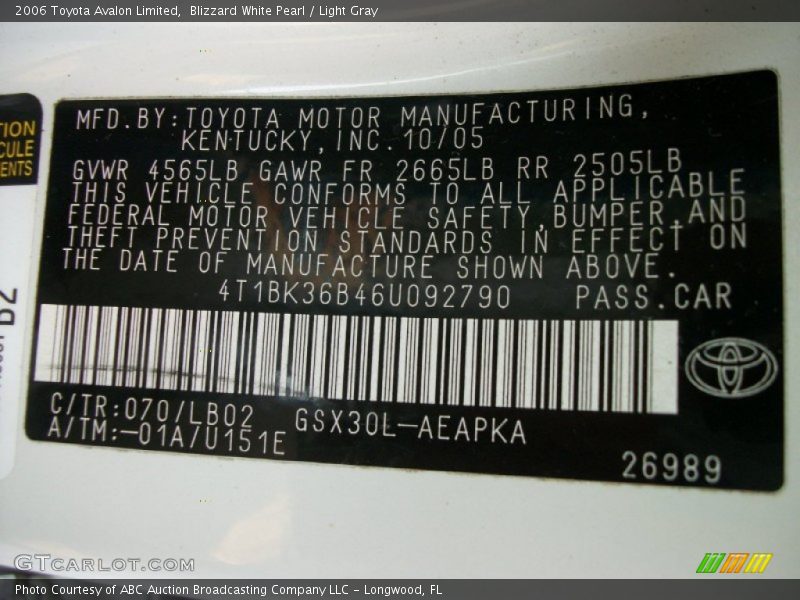 2006 Toyota Avalon Limited, Blizzard White Pearl / Light Gray
MFD.BY:TOYOTA MOTOR MANUFACTURING,
KENTUCKY,INC.10/05
GVWR 4565LB GAWR FR 2665LB RR 2505LB
THIS VEHICLE CONFORMS TO ALL APPLICABLE
FEDERAL MOTOR VEHICLE SAFETY,BUMPER,AND
THEFT PREVENTION STANDARDS IN EFFECT ON
THE DATE OF MANUFACTURE SHOWN ABOVE.
4T1BK36B46U092790 PASS.CAR
C/TR:070/LB02 GSX30L-AEAPKA
A/TM:-01A/U151E
26989
TION
CULE
ENTS
B2
GTCARLOT.COM
Photo Courtesy of ABC Auction Broadcasting Company LLC - Longwood, FL